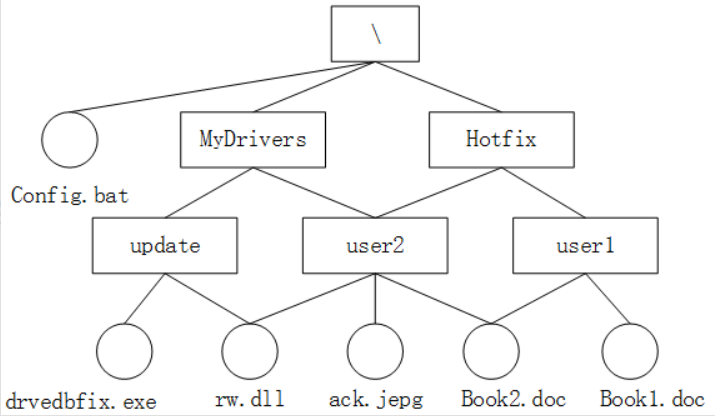 \
MyDrivers Hotfix
Config.bat
update user2 user1
drvedbfix.exe rw.dll ack.jepg Book2.doc Book1.doc